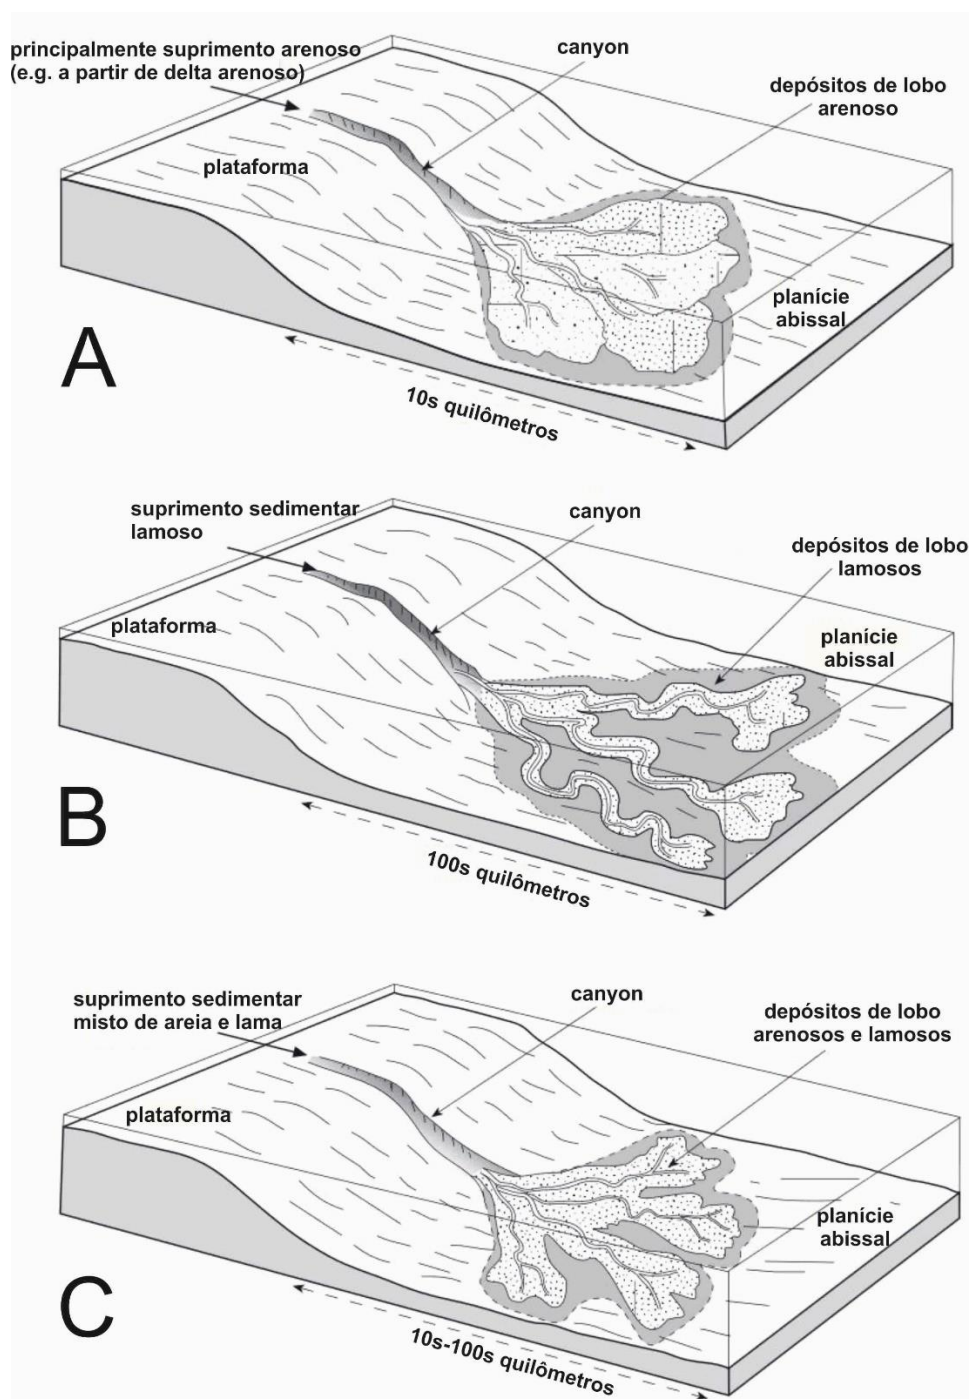 principalmente suprimento arenoso
(e.g. a partir de delta arenoso)
canyon
depósitos de lobo
arenoso
plataforma
planície
abissal
A
10s quilômetros
suprimento sedimentar
lamoso
canyon
depósitos de lobo
lamosos
plataforma
planície
abissal
B
100s quilômetros
suprimento sedimentar
misto de areia e lama
canyon
depósitos de lobo
arenosos e lamosos
plataforma
planície
abissal
C
10s-100s quilômetros